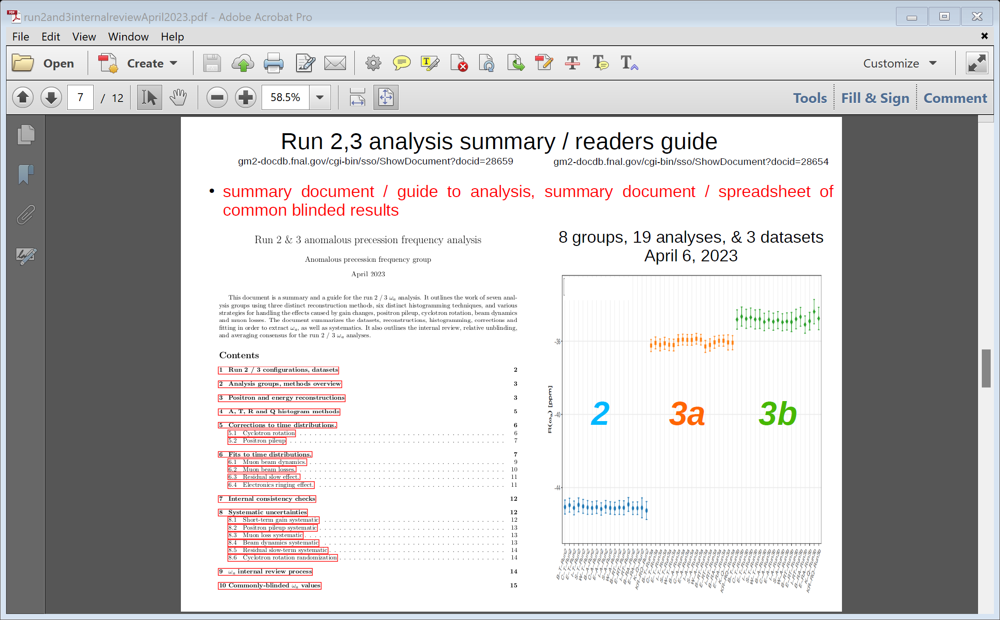 run2and3internalreviewApril2023.pdf - Adobe Acrobat Pro
File Edit View Window Help
Open Create Customize
7 / 12 58.5% Tools Fill & Sign Comment
Run 2,3 analysis summary / readers guide
gm2-docdb.fnal.gov/cgi-bin/sso/ShowDocument?docid=28659 gm2-docdb.fnal.gov/cgi-bin/sso/ShowDocument?docid=28654
• summary document / guide to analysis, summary document / spreadsheet of
common blinded results
Run 2 & 3 anomalous precession frequency analysis
Anomalous precession frequency group
April 2023
This document is a summary and a guide for the run 2 / 3 ωa analysis. It outlines the work of seven anal-
ysis groups using three distinct reconstruction methods, six distinct histogramming techniques, and various
strategies for handling the effects caused by gain changes, positron pileup, cyclotron rotation, beam dynamics
and muon losses. The document summarizes the datasets, reconstructions, histogramming, corrections and
fitting in order to extract ωa, as well as systematics. It also outlines the internal review, relative unblinding,
and averaging consensus for the run 2 / 3 ωa analyses.
Contents
1 Run 2 / 3 configurations, datasets 2
2 Analysis groups, methods overview 3
3 Positron and energy reconstructions 3
4 A, T, R and Q histogram methods 5
5 Corrections to time distributions. 6
5.1 Cyclotron rotation 6
5.2 Positron pileup 7
6 Fits to time distributions. 7
6.1 Muon beam dynamics. 9
6.2 Muon beam losses. 10
6.3 Residual slow effect. 11
6.4 Electronics ringing effect. 11
7 Internal consistency checks 12
8 Systematic uncertainties 12
8.1 Short-term gain systematic 12
8.2 Positron pileup systematic 13
8.3 Muon loss systematic 13
8.4 Beam dynamics systematic 13
8.5 Residual slow-term systematic 14
8.6 Cyclotron rotation randomization 14
9 ωa internal review process 14
10 Commonly-blinded ωa values 15
8 groups, 19 analyses, & 3 datasets
April 6, 2023
R(ωa) [ppm]
-36
-40
-44
2 3a 3b